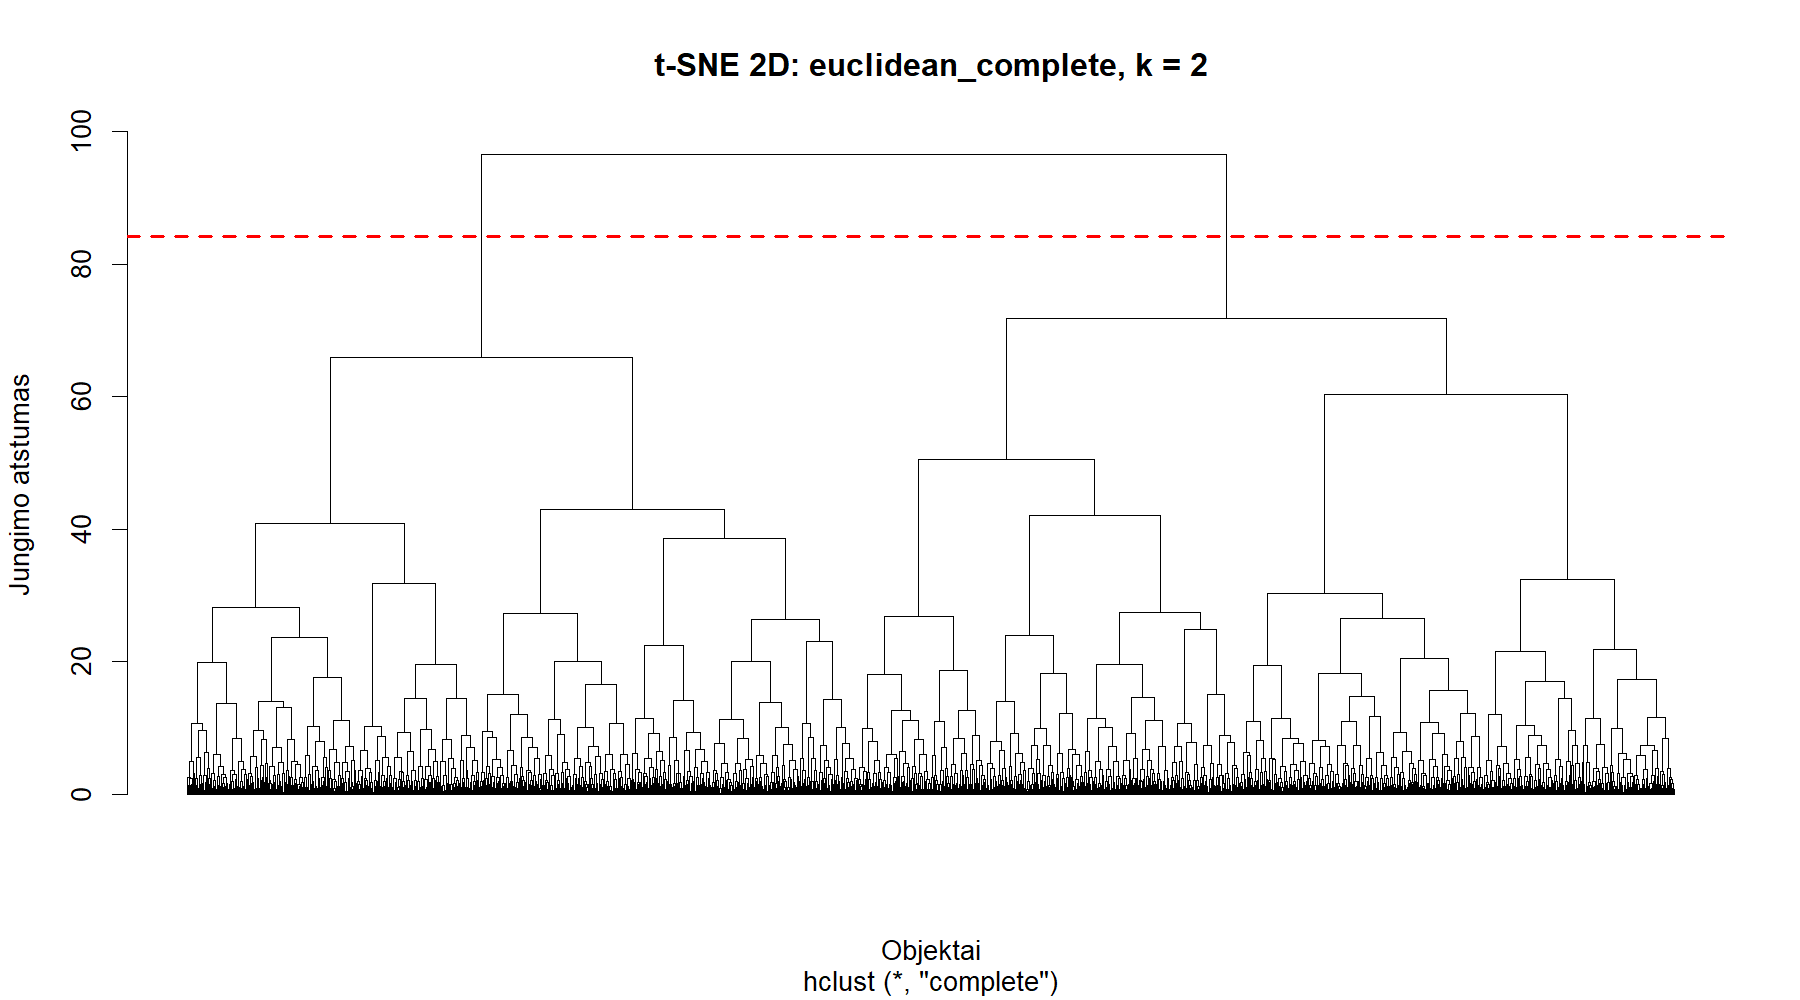 t-SNE 2D: euclidean_complete, k = 2
Jungimo atstumas
100
80
60
40
20
0
Objektai
hclust (*, "complete")